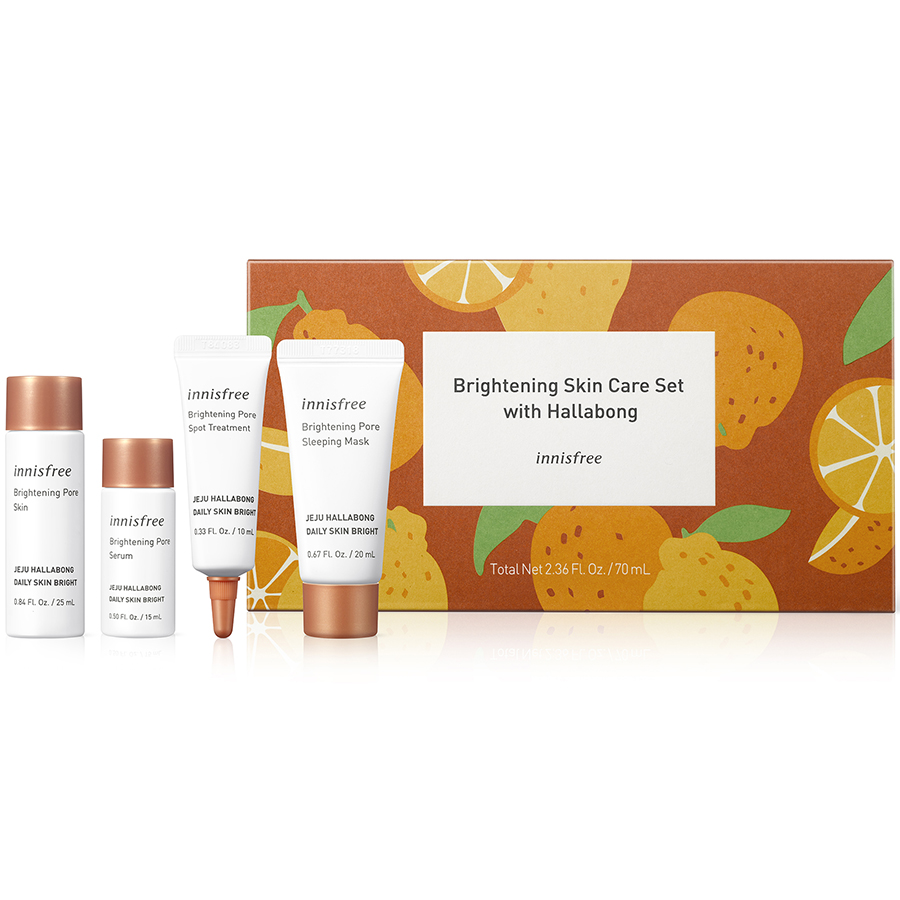 innisfree
Brightening Pore
Skin
JEJU HALLABONG
DAILY SKIN BRIGHT
0.84 Fl. Oz. / 25 mL
innisfree
Brightening Pore
Serum
JEJU HALLABONG
DAILY SKIN BRIGHT
0.50 Fl. Oz. / 15 mL
innisfree
Brightening Pore
Spot Treatment
JEJU HALLABONG
DAILY SKIN BRIGHT
0.33 Fl. Oz. / 10 mL
innisfree
Brightening Pore
Sleeping Mask
JEJU HALLABONG
DAILY SKIN BRIGHT
0.67 Fl. Oz. / 20 mL
Brightening Skin Care Set
with Hallabong
innisfree
Total Net 2.36 Fl. Oz. / 70 mL